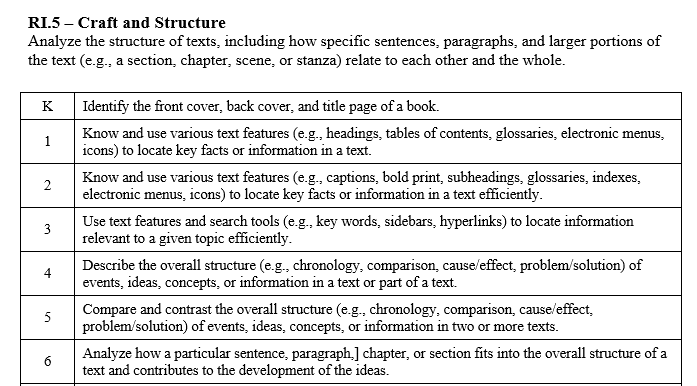 RI.5 – Craft and Structure
Analyze the structure of texts, including how specific sentences, paragraphs, and larger portions of
the text (e.g., a section, chapter, scene, or stanza) relate to each other and the whole.
K Identify the front cover, back cover, and title page of a book.
1 Know and use various text features (e.g., headings, tables of contents, glossaries, electronic menus,
icons) to locate key facts or information in a text.
2 Know and use various text features (e.g., captions, bold print, subheadings, glossaries, indexes,
electronic menus, icons) to locate key facts or information in a text efficiently.
3 Use text features and search tools (e.g., key words, sidebars, hyperlinks) to locate information
relevant to a given topic efficiently.
4 Describe the overall structure (e.g., chronology, comparison, cause/effect, problem/solution) of
events, ideas, concepts, or information in a text or part of a text.
5 Compare and contrast the overall structure (e.g., chronology, comparison, cause/effect,
problem/solution) of events, ideas, concepts, or information in two or more texts.
6 Analyze how a particular sentence, paragraph,] chapter, or section fits into the overall structure of a
text and contributes to the development of the ideas.